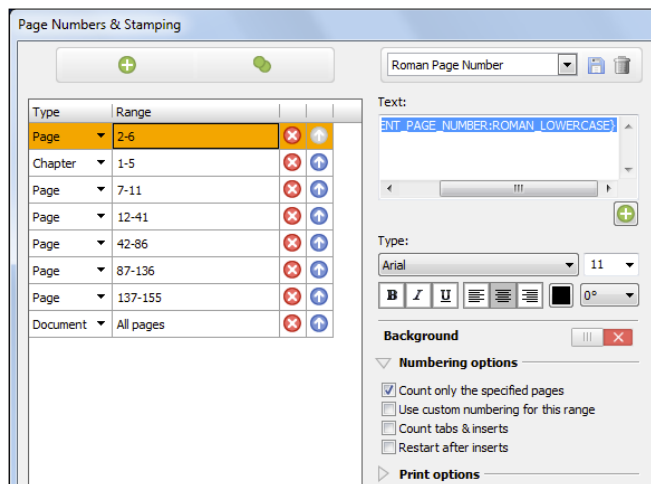 Page Numbers & Stamping
Roman Page Number
Text:
ENT_PAGE_NUMBER:ROMAN_LOWERCASE}
Type Range
Page 2-6
Chapter 1-5
Page 7-11
Page 12-41
Page 42-86
Page 87-136
Page 137-155
Document All pages
Type:
Arial 11
B I U 0°
Background
Numbering options
Count only the specified pages
Use custom numbering for this range
Count tabs & inserts
Restart after inserts
Print options